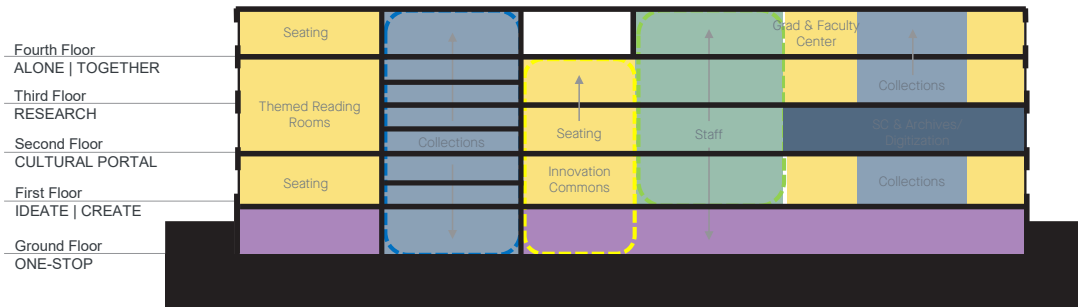 Fourth Floor
ALONE | TOGETHER
Third Floor
RESEARCH
Second Floor
CULTURAL PORTAL
First Floor
IDEATE | CREATE
Ground Floor
ONE-STOP
Seating
Themed Reading
Rooms
Seating
Collections
Seating
Innovation
Commons
Staff
Grad & Faculty
Center
Collections
SC & Archives/
Digitization
Collections